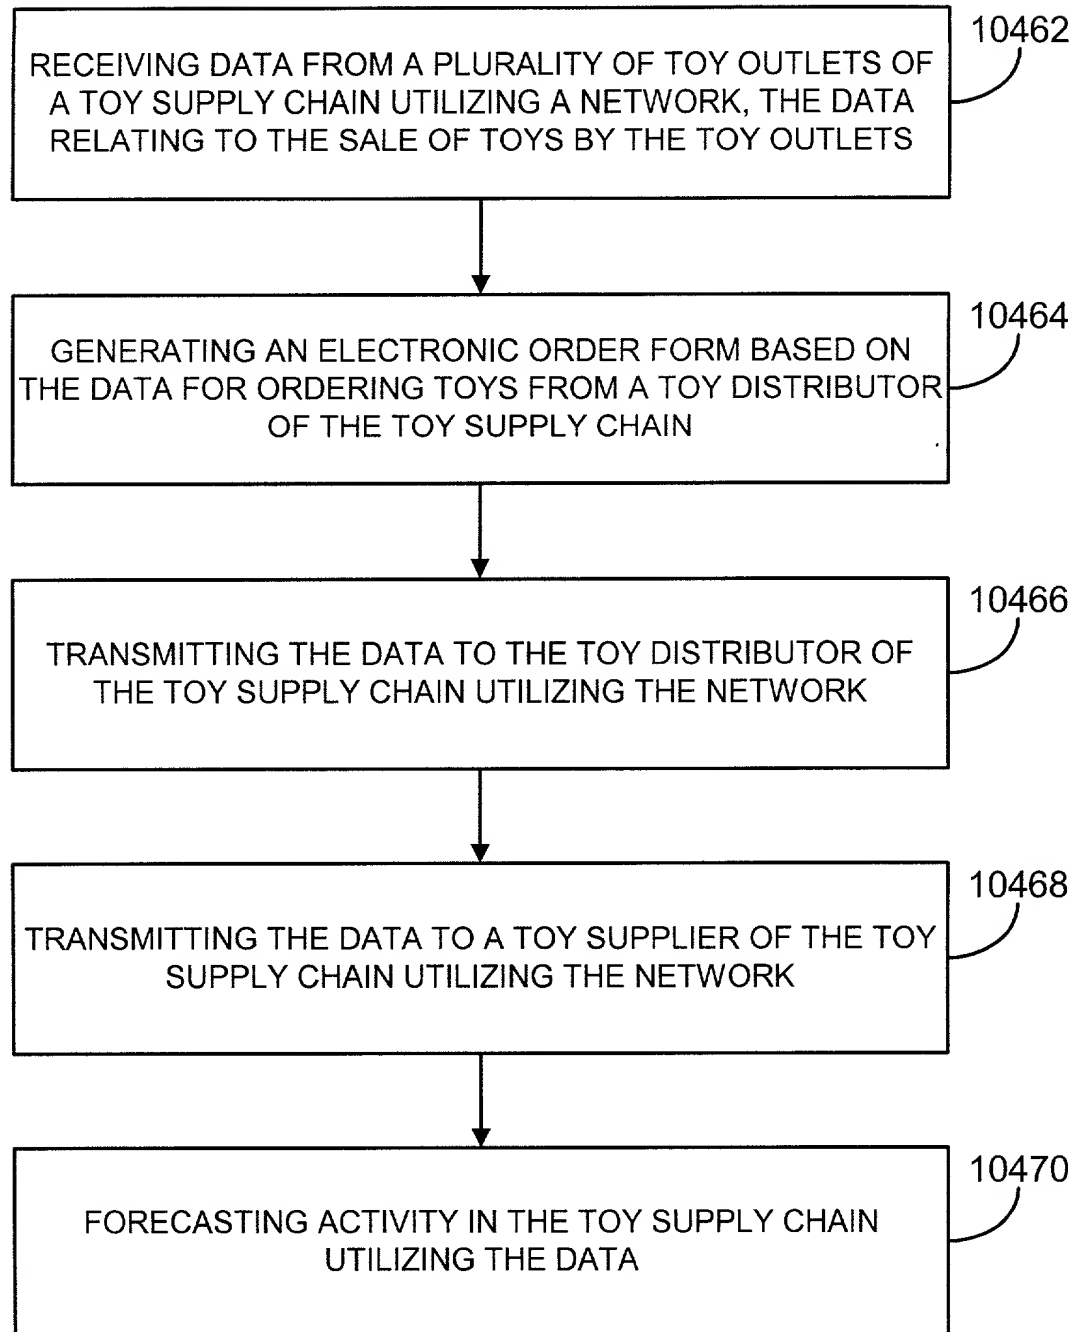 10462
RECEIVING DATA FROM A PLURALITY OF TOY OUTLETS OF
A TOY SUPPLY CHAIN UTILIZING A NETWORK, THE DATA
RELATING TO THE SALE OF TOYS BY THE TOY OUTLETS
10464
GENERATING AN ELECTRONIC ORDER FORM BASED ON
THE DATA FOR ORDERING TOYS FROM A TOY DISTRIBUTOR
OF THE TOY SUPPLY CHAIN
10466
TRANSMITTING THE DATA TO THE TOY DISTRIBUTOR OF
THE TOY SUPPLY CHAIN UTILIZING THE NETWORK
10468
TRANSMITTING THE DATA TO A TOY SUPPLIER OF THE TOY
SUPPLY CHAIN UTILIZING THE NETWORK
10470
FORECASTING ACTIVITY IN THE TOY SUPPLY CHAIN
UTILIZING THE DATA